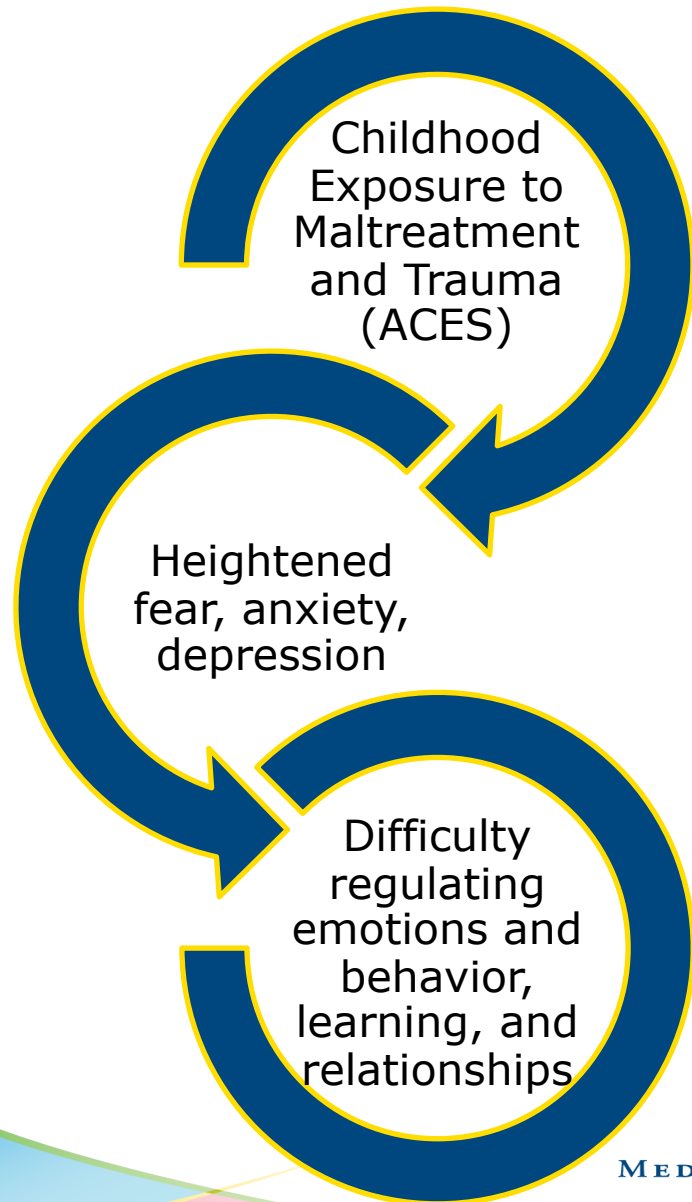 Childhood
Exposure to
Maltreatment
and Trauma
(ACES)
Heightened
fear, anxiety,
depression
Difficulty
regulating
emotions and
behavior,
learning, and
relationships
MED